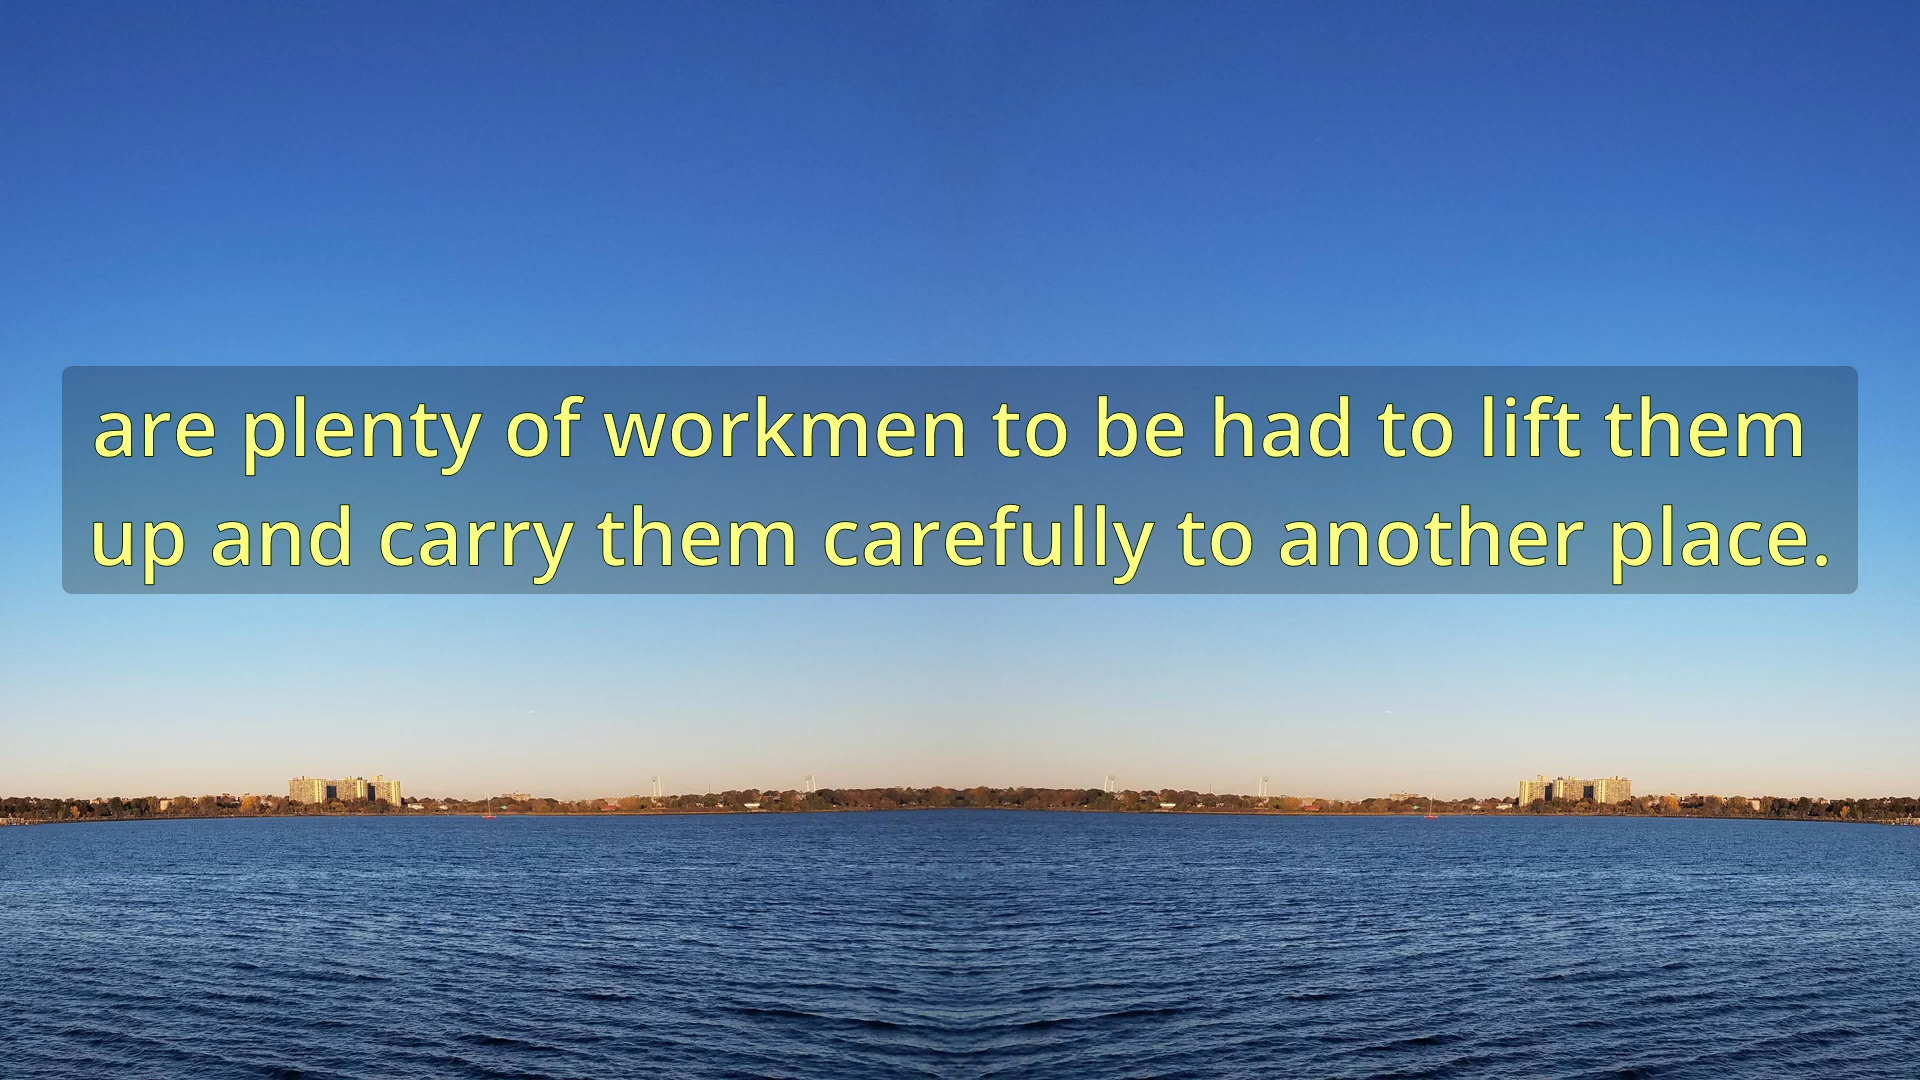 are plenty of workmen to be had to lift them
up and carry them carefully to another place.